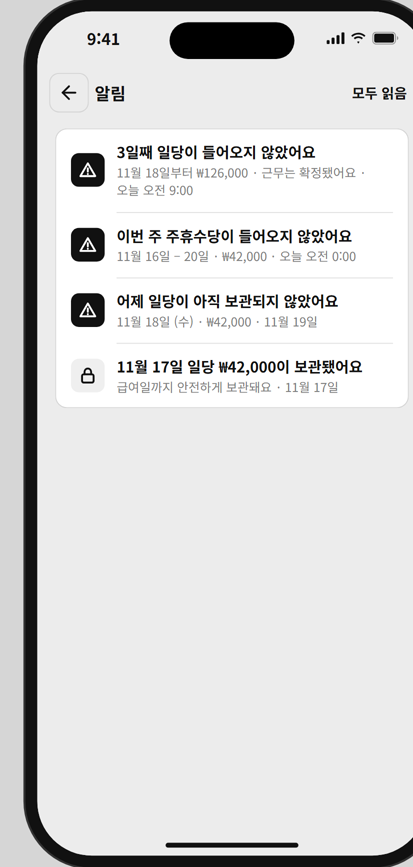 9:41
알림
모두 읽음
3일째 일당이 들어오지 않았어요
11월 18일부터 ₩126,000 · 근무는 확정됐어요 ·
오늘 오전 9:00
이번 주 주휴수당이 들어오지 않았어요
11월 16일 – 20일 · ₩42,000 · 오늘 오전 0:00
어제 일당이 아직 보관되지 않았어요
11월 18일 (수) · ₩42,000 · 11월 19일
11월 17일 일당 ₩42,000이 보관됐어요
급여일까지 안전하게 보관돼요 · 11월 17일